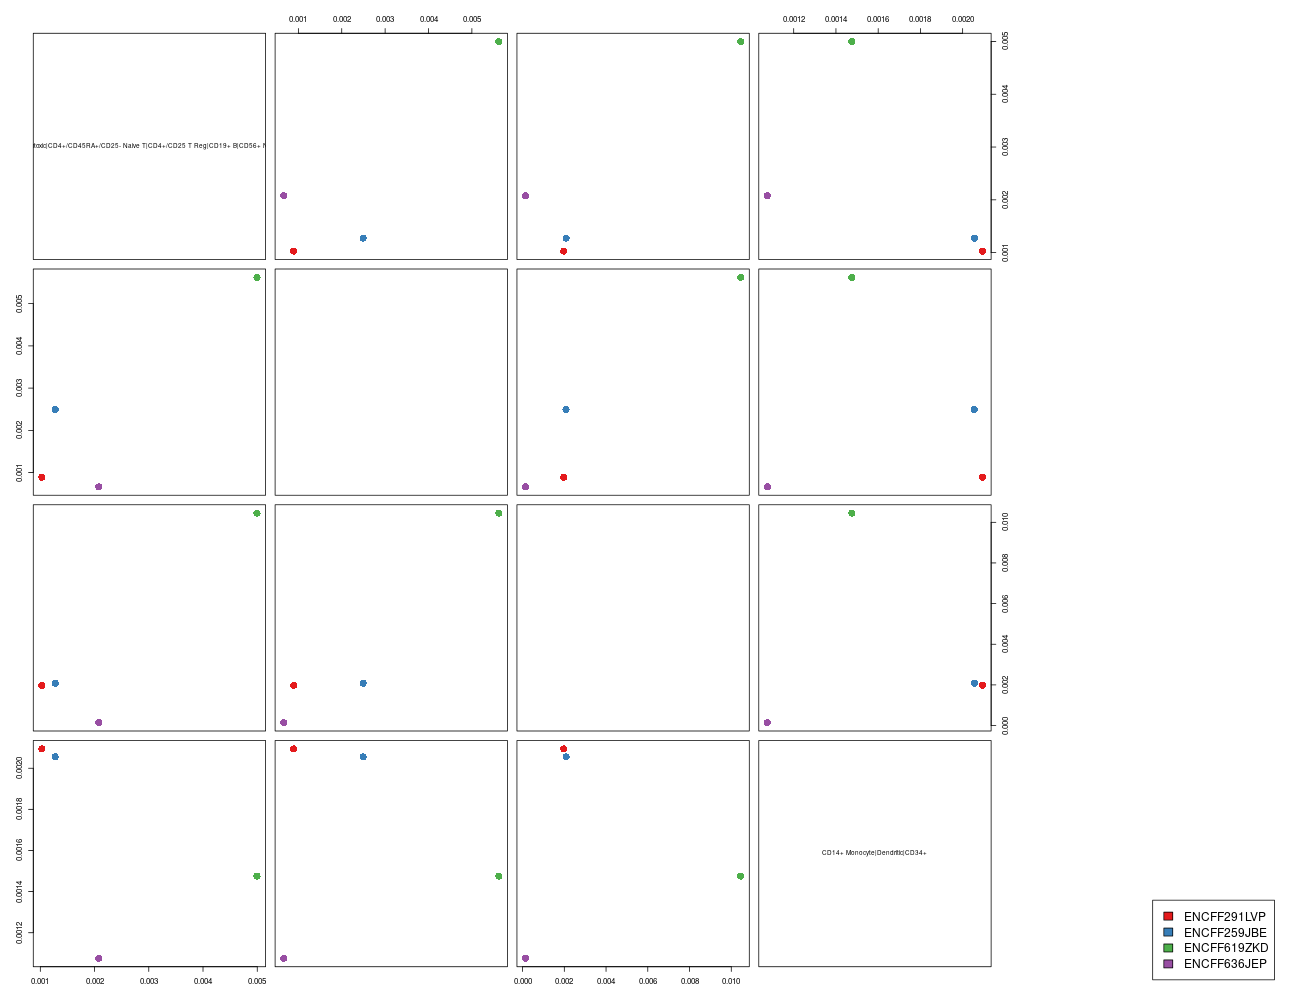 0.001 0.002 0.003 0.004 0.005
0.0012 0.0014 0.0016 0.0018 0.0020
0.001 0.002 0.003 0.004 0.005
toxic|CD4+/CD45RA+/CD25- Naive T|CD4+/CD25 T Reg|CD19+ B|CD56+
0.001 0.002 0.003 0.004 0.005
0.000 0.002 0.004 0.006 0.008 0.010
0.0012 0.0014 0.0016 0.0018 0.0020
CD14+ Monocyte|Dendritic|CD34+
0.001 0.002 0.003 0.004 0.005
0.000 0.002 0.004 0.006 0.008 0.010
ENCFF291LVP
ENCFF259JBE
ENCFF619ZKD
ENCFF636JEP